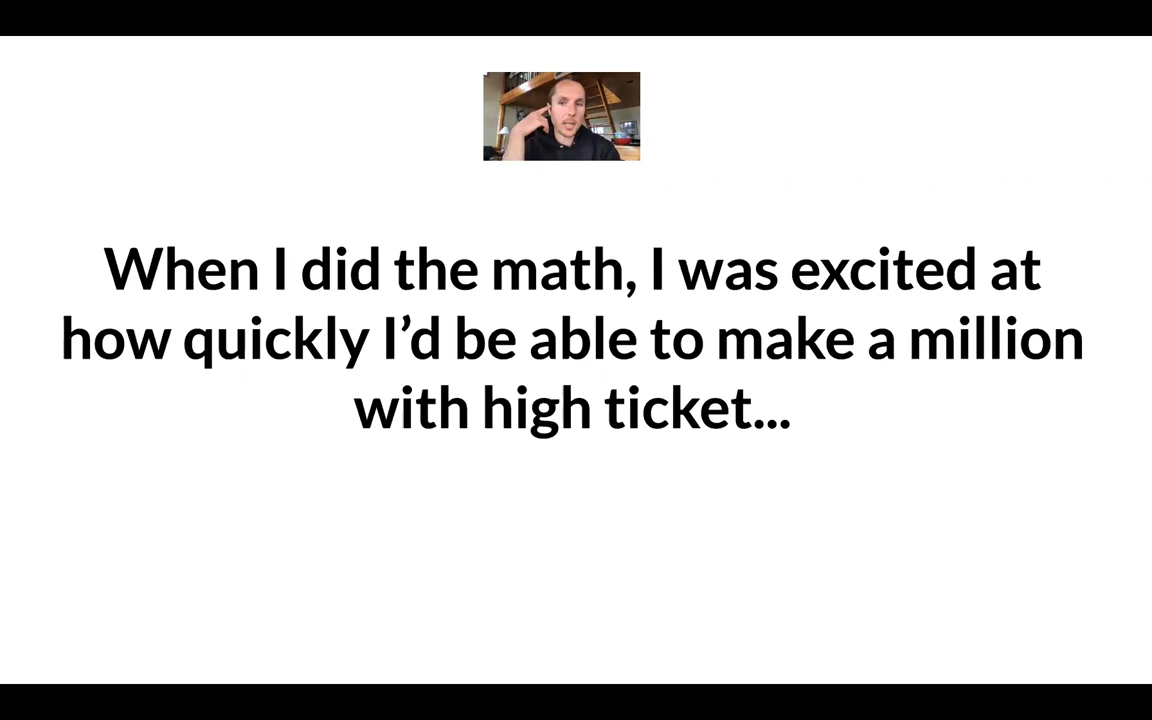 When I did the math, I was excited at
how quickly I’d be able to make a million
with high ticket...